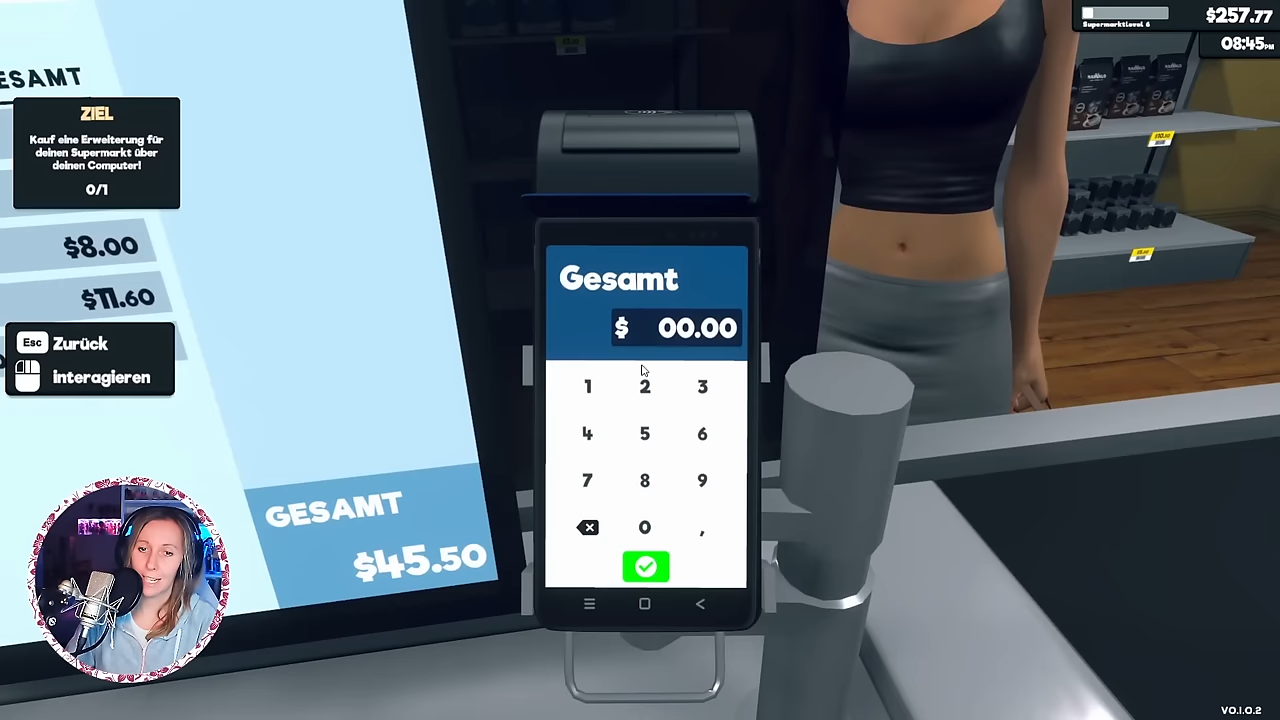 $257.77
Supermarktlevel 6
08:45PM
ESAMT
ZIEL
Kauf eine Erweiterung für
deinen Supermarkt über
deinen Computer!
0/1
$8.00
$11.60
Esc Zurück
interagieren
GESAMT
$45.50
Gesamt
$ 00.00
1 2 3
4 5 6
7 8 9
0 ,
V0.1.0.2